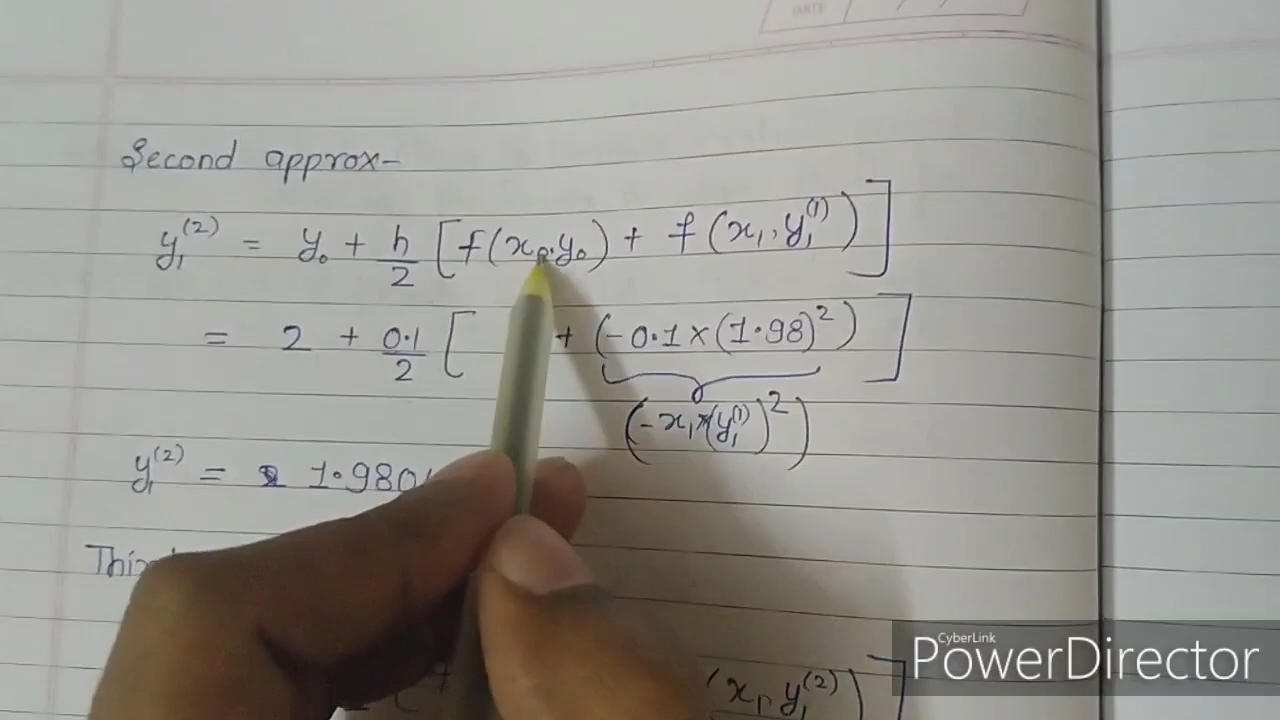 DATE
Second approx-
y₁⁽²⁾ = y₀ + h/2 [f(x₀, y₀) + f(x₁, y₁⁽¹⁾)]
= 2 + 0.1/2 [ + (-0.1×(1.98)²)]
(-x₁×(y₁⁽¹⁾)²)
y₁⁽²⁾ = 1.980
x₁, y₁⁽²⁾)]
CyberLink
PowerDirector